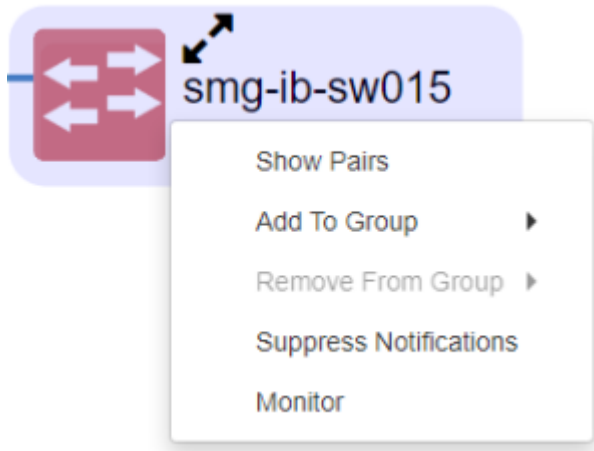 smg-ib-sw015
Show Pairs
Add To Group
Remove From Group
Suppress Notifications
Monitor